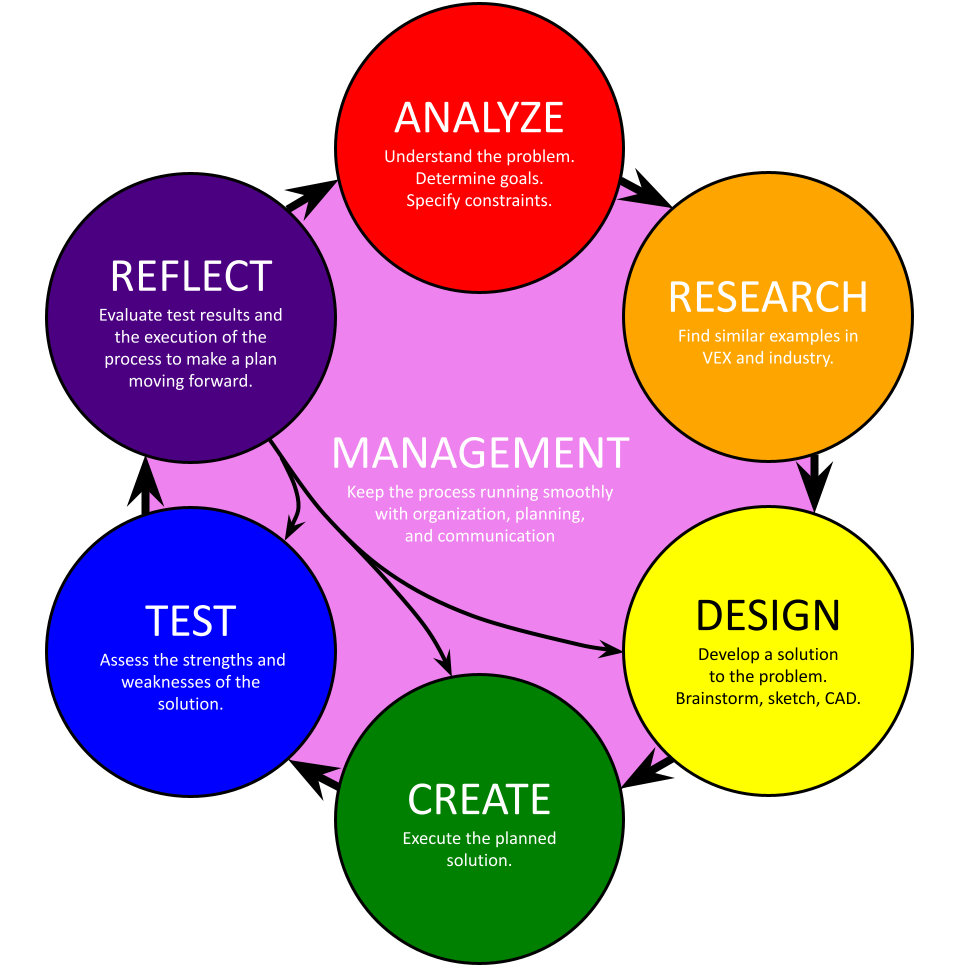 ANALYZE
Understand the problem.
Determine goals.
Specify constraints.
RESEARCH
Find similar examples in
VEX and industry.
DESIGN
Develop a solution
to the problem.
Brainstorm, sketch, CAD.
CREATE
Execute the planned
solution.
TEST
Assess the strengths and
weaknesses of the
solution.
REFLECT
Evaluate test results and
the execution of the
process to make a plan
moving forward.
MANAGEMENT
Keep the process running smoothly
with organization, planning,
and communication